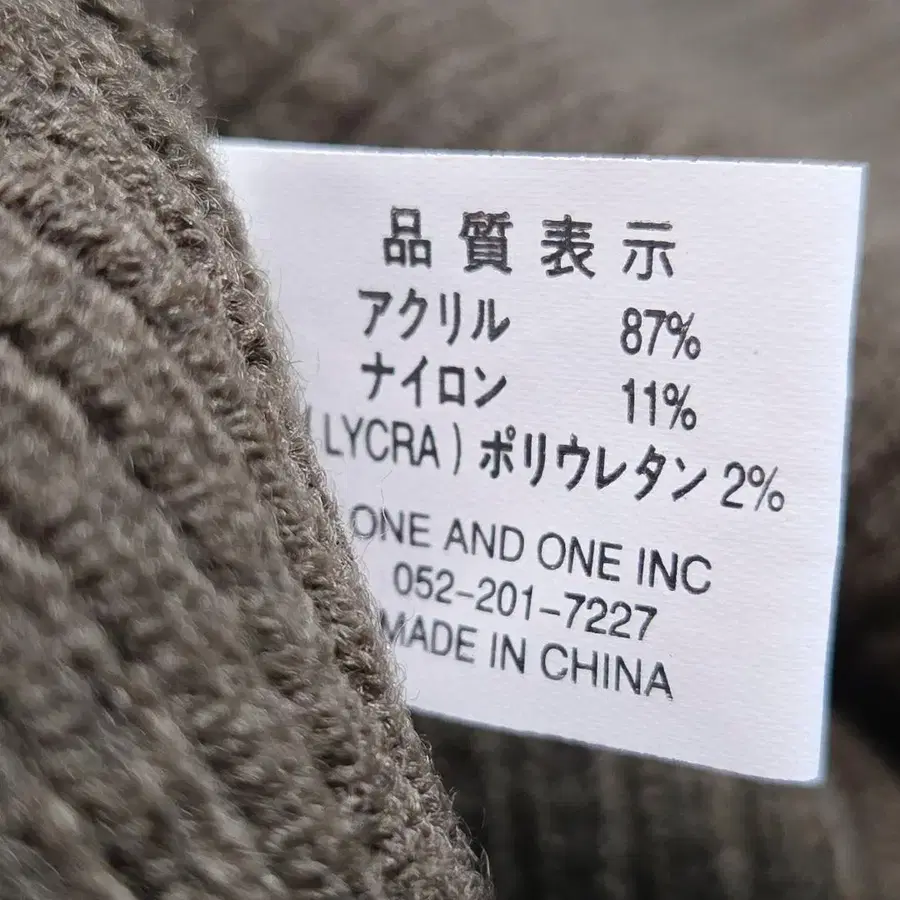 品質表示
アクリル 87%
ナイロン 11%
(LYCRA) ポリウレタン 2%
ONE AND ONE INC
052-201-7227
MADE IN CHINA